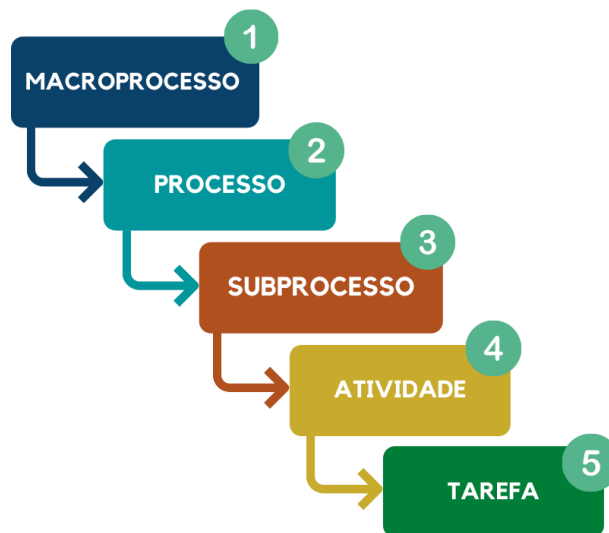 1
MACROPROCESSO
2
PROCESSO
3
SUBPROCESSO
4
ATIVIDADE
5
TAREFA